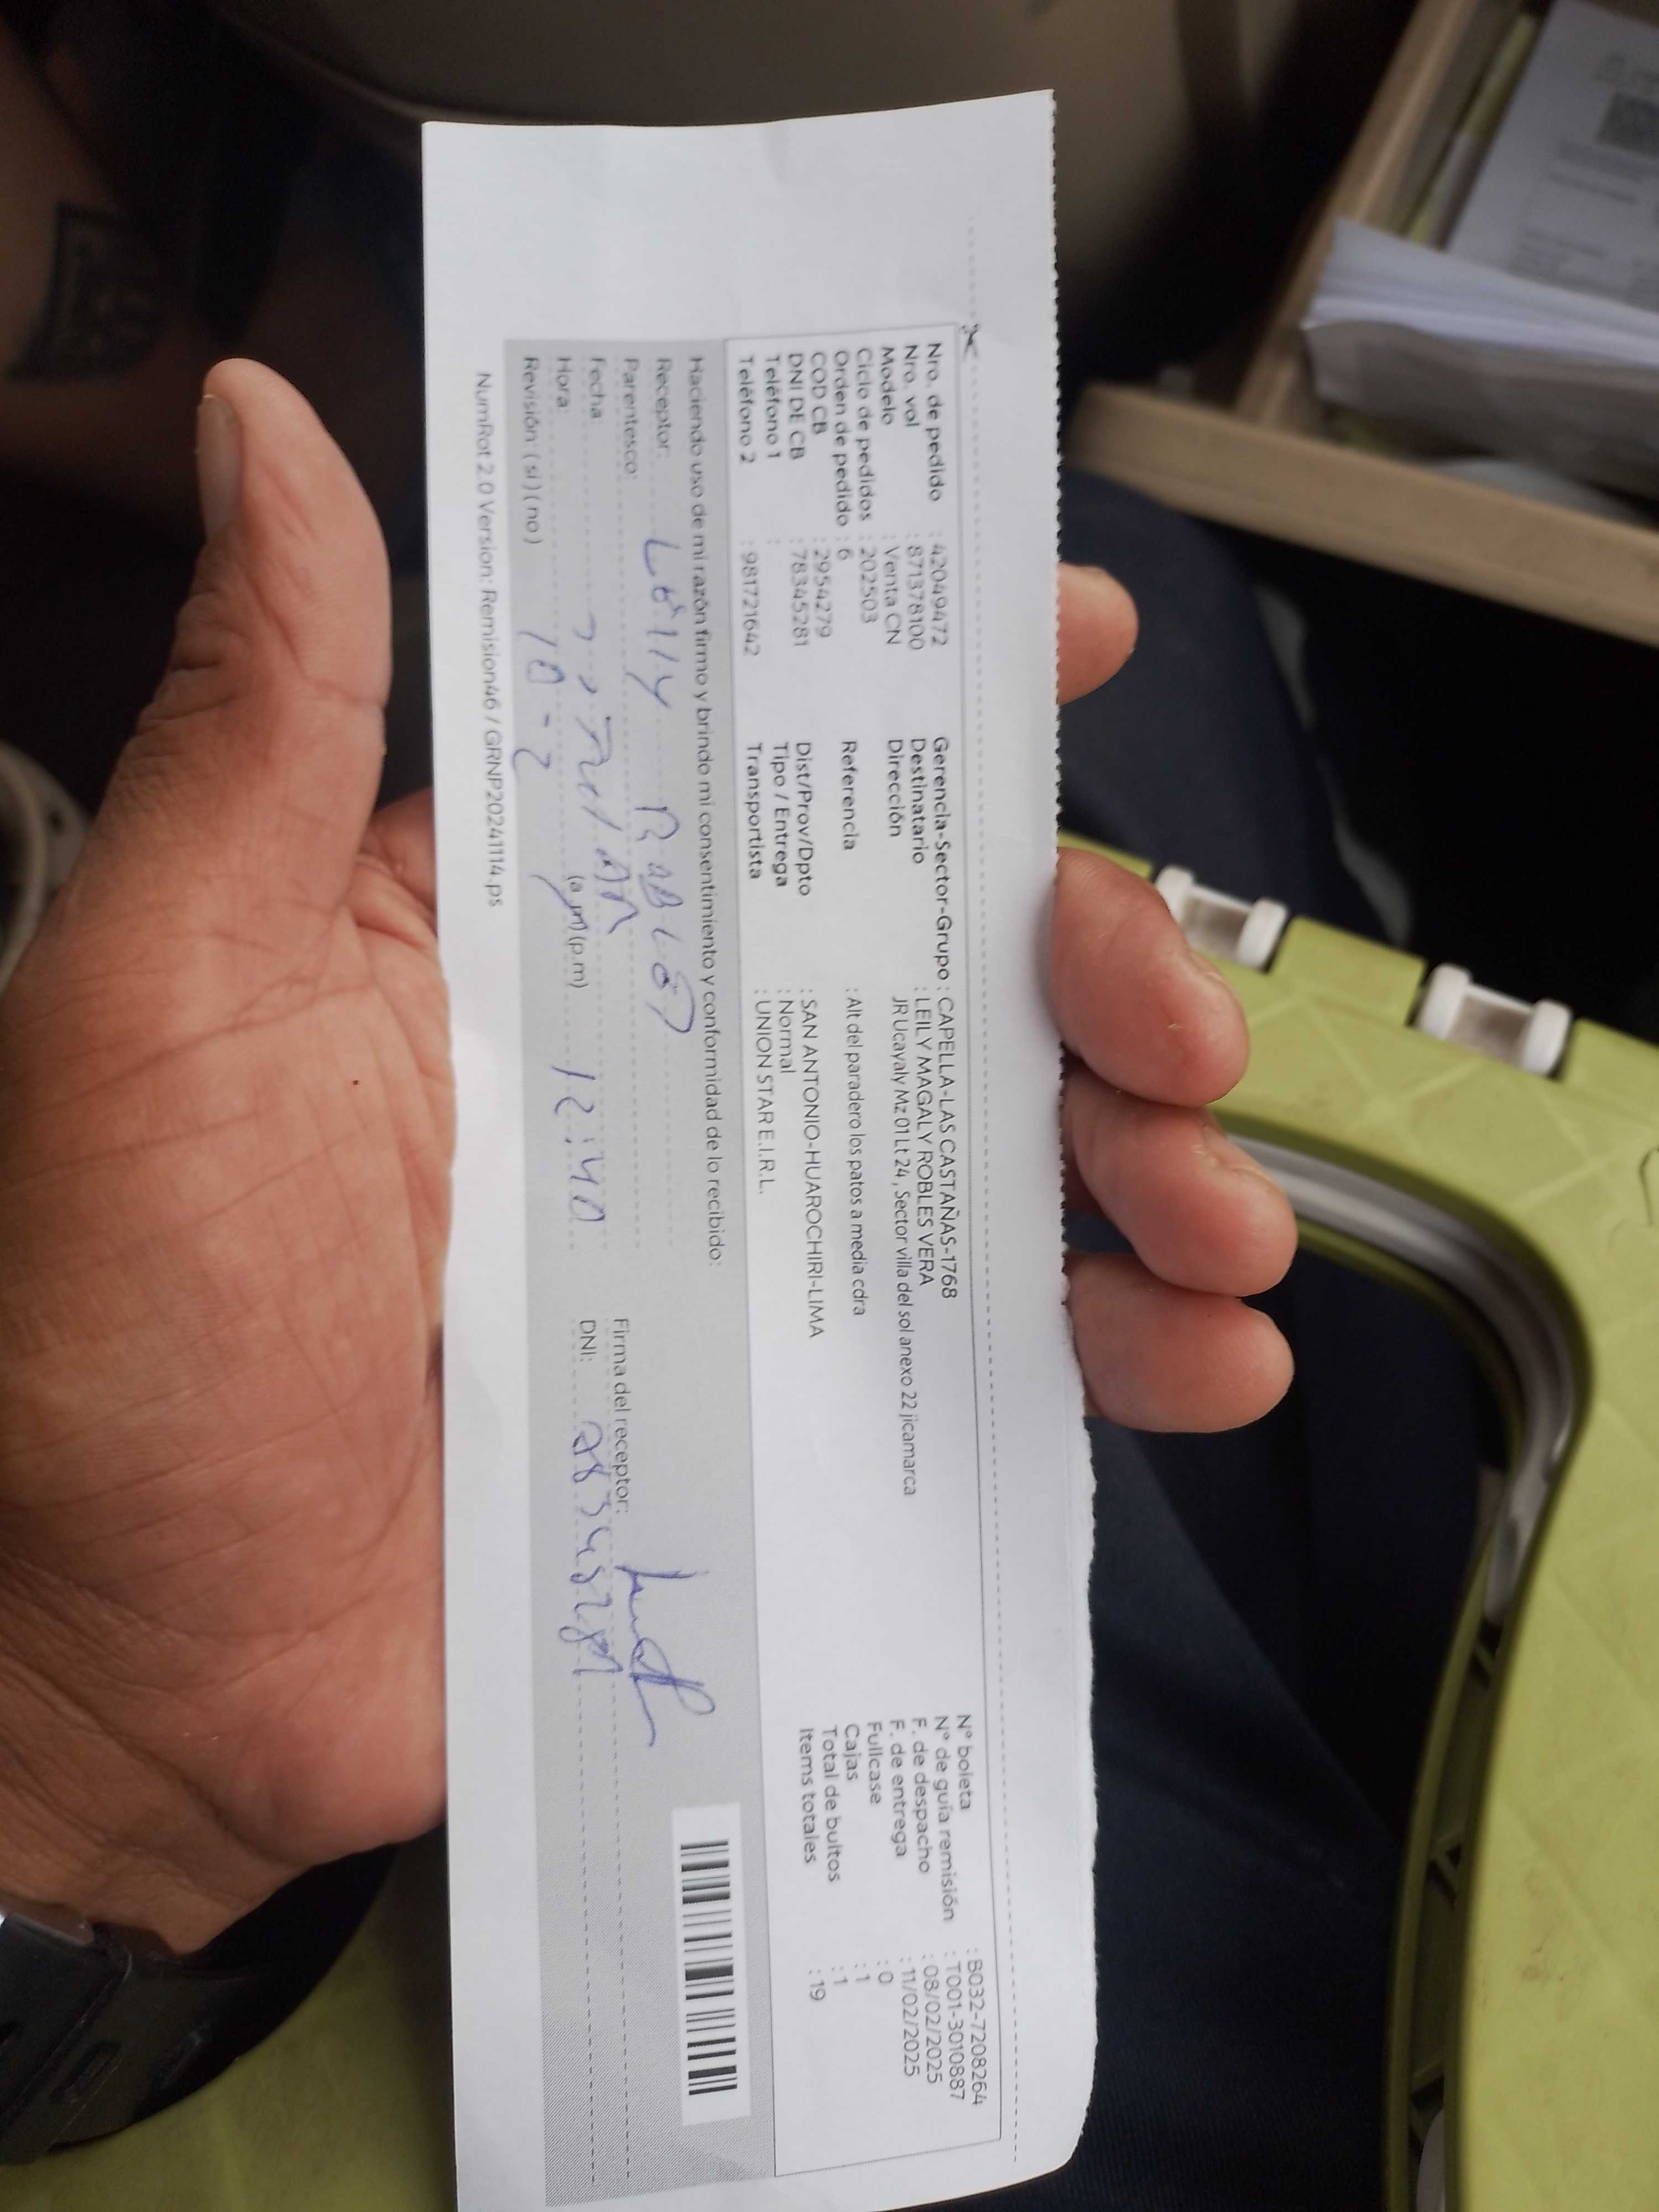 Nro. de pedido : 42049472
Nro. vol : 871378100
Modelo : Venta CN
Ciclo de pedidos : 202503
Orden de pedido : 6
COD CB : 2954279
DNI DE CB : 78345281
Teléfono 1 :
Teléfono 2 : 981721642
Gerencia-Sector-Grupo : CAPELLA-LAS CASTAÑAS-1768
Destinatario : LEILY MAGALY ROBLES VERA
Dirección JR Ucayaly Mz 01 Lt 24 , Sector villa del sol anexo 22 jicamarca
Referencia : Alt del paradero los patos a media cdra
Dist/Prov/Dpto : SAN ANTONIO-HUAROCHIRI-LIMA
Tipo / Entrega : Normal
Transportista : UNION STAR E.I.R.L.
N° boleta : B032-7208264
N° de guía remisión : T001-3010887
F. de despacho : 08/02/2025
F. de entrega : 11/02/2025
Fullcase : 0
Cajas : 1
Total de bultos : 1
Items totales : 19
Haciendo uso de mi razón firmo y brindo mi consentimiento y conformidad de lo recibido:
Receptor:
Parentesco:
Fecha:
Hora: 10-2 (a.m) (p.m) 12:40
Revisión: ( si ) ( no )
Firma del receptor:
DNI:
NumRot 2.0 Version: Remision46 / GRNP20241114.ps